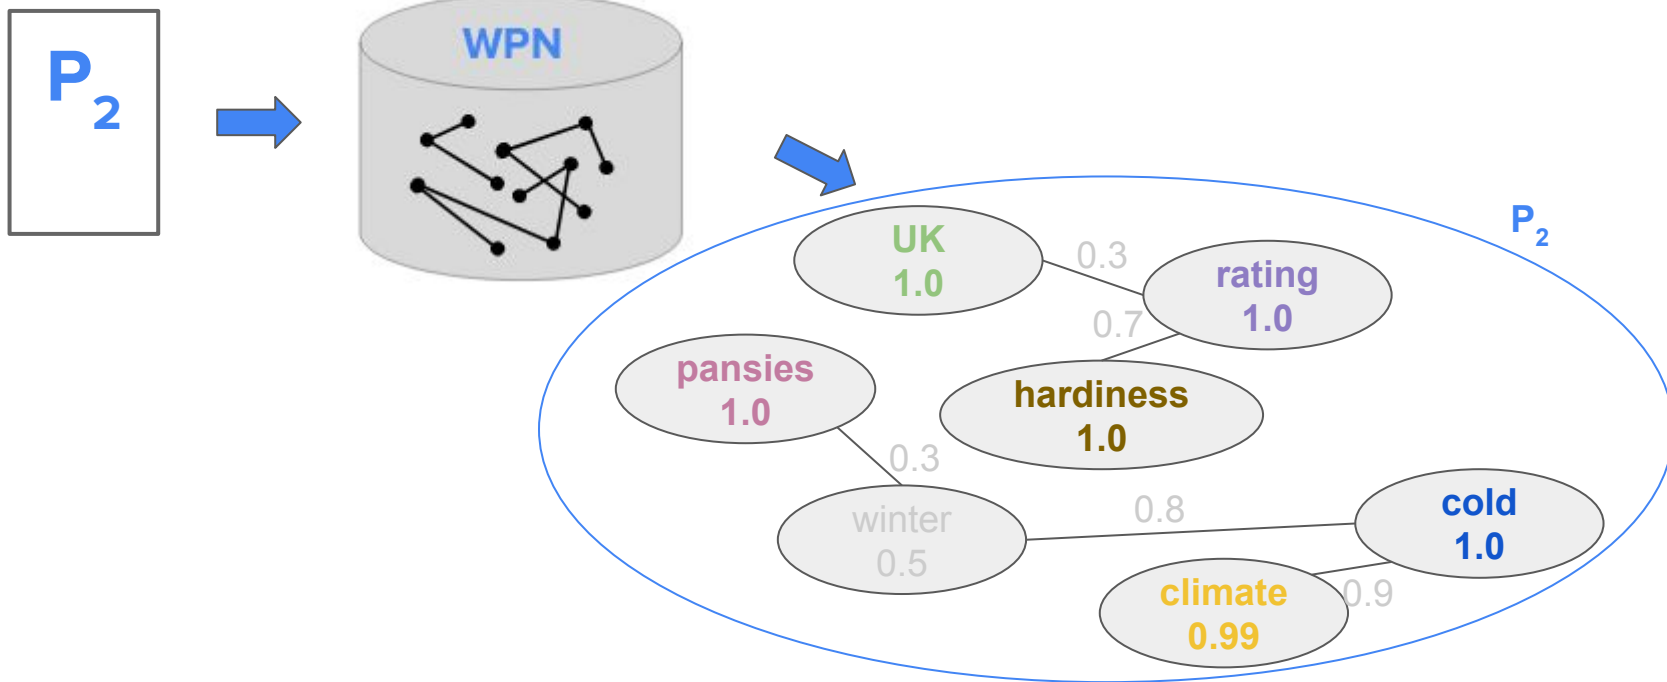 P2
WPN
P2
UK
1.0
0.3
rating
1.0
0.7
pansies
1.0
hardiness
1.0
0.3
winter
0.5
0.8
cold
1.0
climate
0.99
0.9